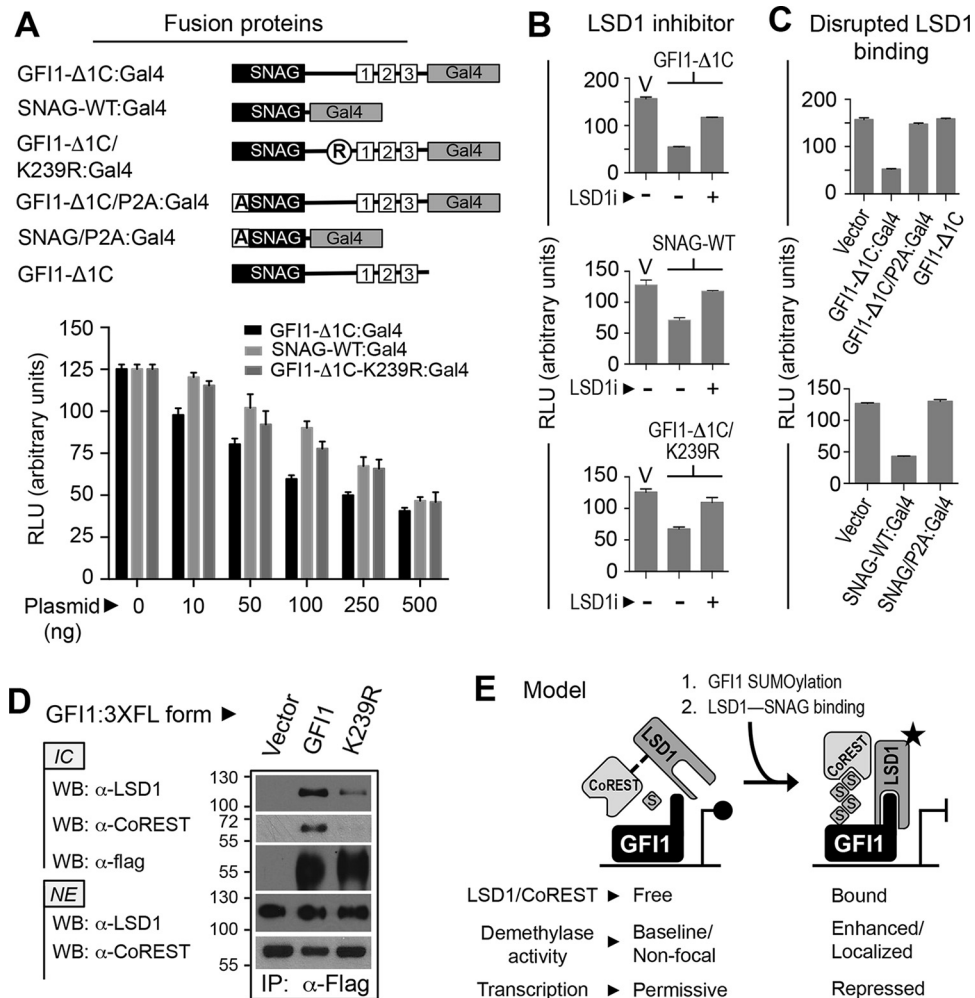 A
Fusion proteins
GFI1-Δ1C:Gal4
SNAG 1 2 3 Gal4
SNAG-WT:Gal4
SNAG Gal4
GFI1-Δ1C/
K239R:Gal4
SNAG R 1 2 3 Gal4
GFI1-Δ1C/P2A:Gal4
A SNAG 1 2 3 Gal4
SNAG/P2A:Gal4
A SNAG Gal4
GFI1-Δ1C
SNAG 1 2 3
RLU (arbitrary units)
150
125
100
75
50
25
0
GFI1-Δ1C:Gal4
SNAG-WT:Gal4
GFI1-Δ1C-K239R:Gal4
Plasmid ►
(ng)
0 10 50 100 250 500
B
LSD1 inhibitor
RLU (arbitrary units)
GFI1-Δ1C
V
200
150
100
50
0
LSD1i ► - - +
SNAG-WT
V
150
100
50
0
LSD1i ► - - +
GFI1-Δ1C/
K239R
V
150
100
50
0
LSD1i ► - - +
C
Disrupted LSD1
binding
RLU (arbitrary units)
200
100
0
Vector
GFI1-Δ1C:Gal4
GFI1-Δ1C/P2A:Gal4
GFI1-Δ1C
150
100
50
0
Vector
SNAG-WT:Gal4
SNAG/P2A:Gal4
D
GFI1:3XFL form ►
Vector
GFI1
K239R
IC
WB: α-LSD1
130
100
WB: α-CoREST
72
55
WB: α-flag
55
NE
WB: α-LSD1
130
100
WB: α-CoREST
55
IP: α-Flag
E
Model
1. GFI1 SUMOylation
2. LSD1—SNAG binding
LSD1
CoREST
S
GFI1
CoREST
LSD1
S
S
S
S
S
GFI1
LSD1/CoREST ► Free Bound
Demethylase
activity ► Baseline/
Non-focal
Enhanced/
Localized
Transcription ► Permissive Repressed